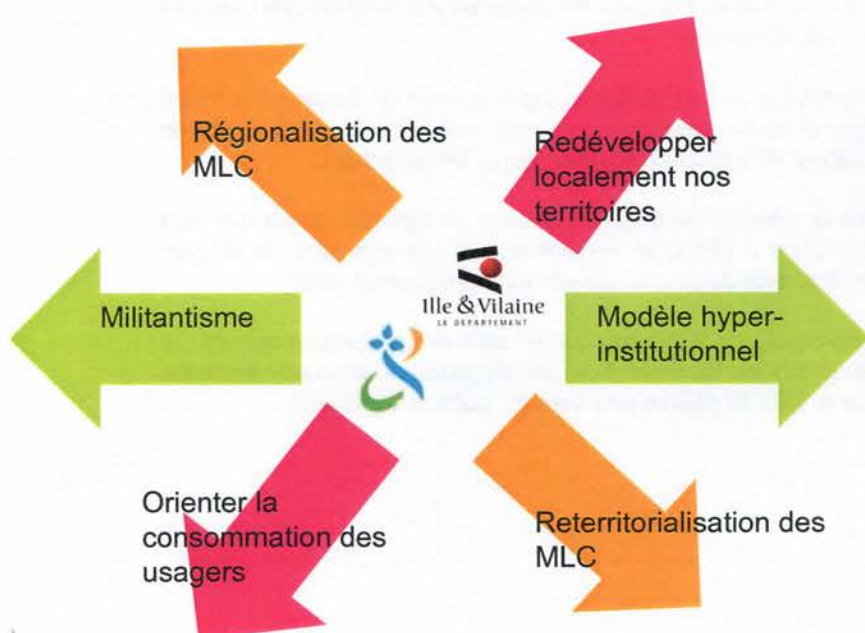 Régionalisation des
MLC
Redévelopper
localement nos
territoires
Ille & Vilaine
LE DÉPARTEMENT
Militantisme
Modèle hyper-
institutionnel
Orienter la
consommation des
usagers
Reterritorialisation des
MLC